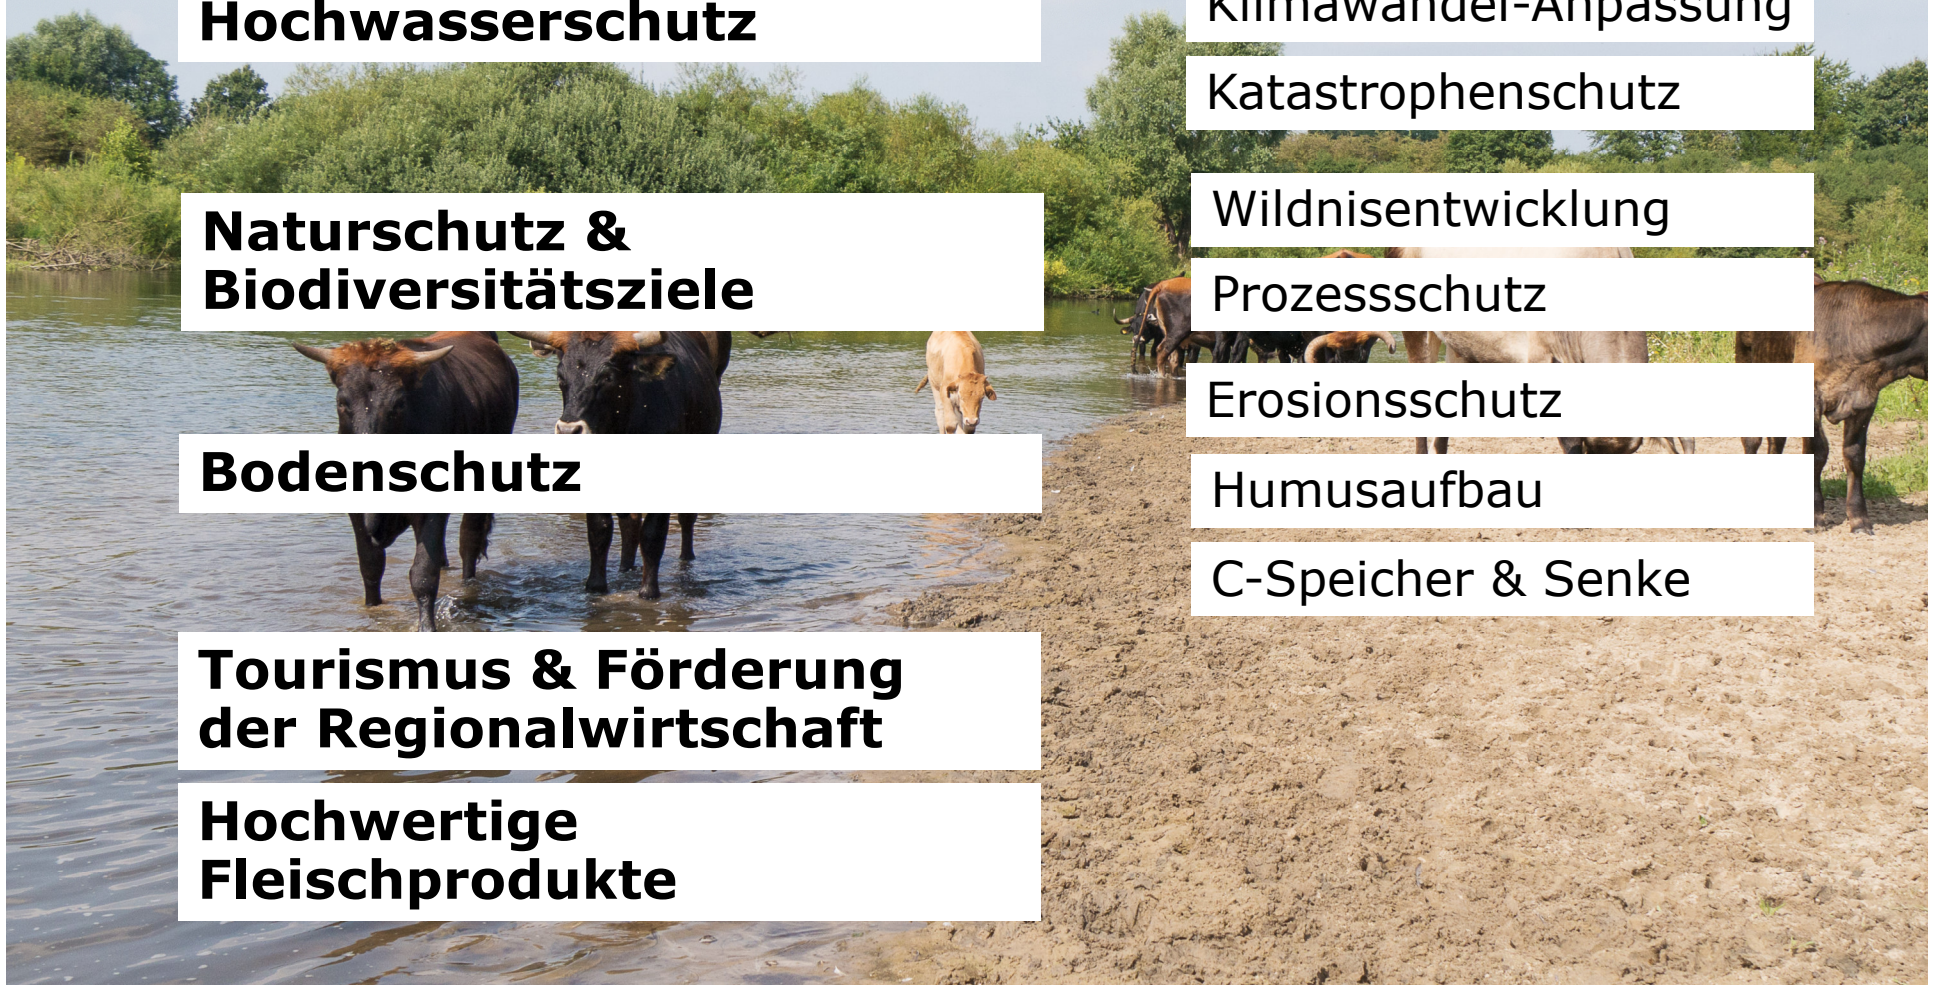 Hochwasserschutz
Klimawandel-Anpassung
Katastrophenschutz
Naturschutz &
Biodiversitätsziele
Wildnisentwicklung
Prozessschutz
Bodenschutz
Erosionsschutz
Humusaufbau
C-Speicher & Senke
Tourismus & Förderung
der Regionalwirtschaft
Hochwertige
Fleischprodukte